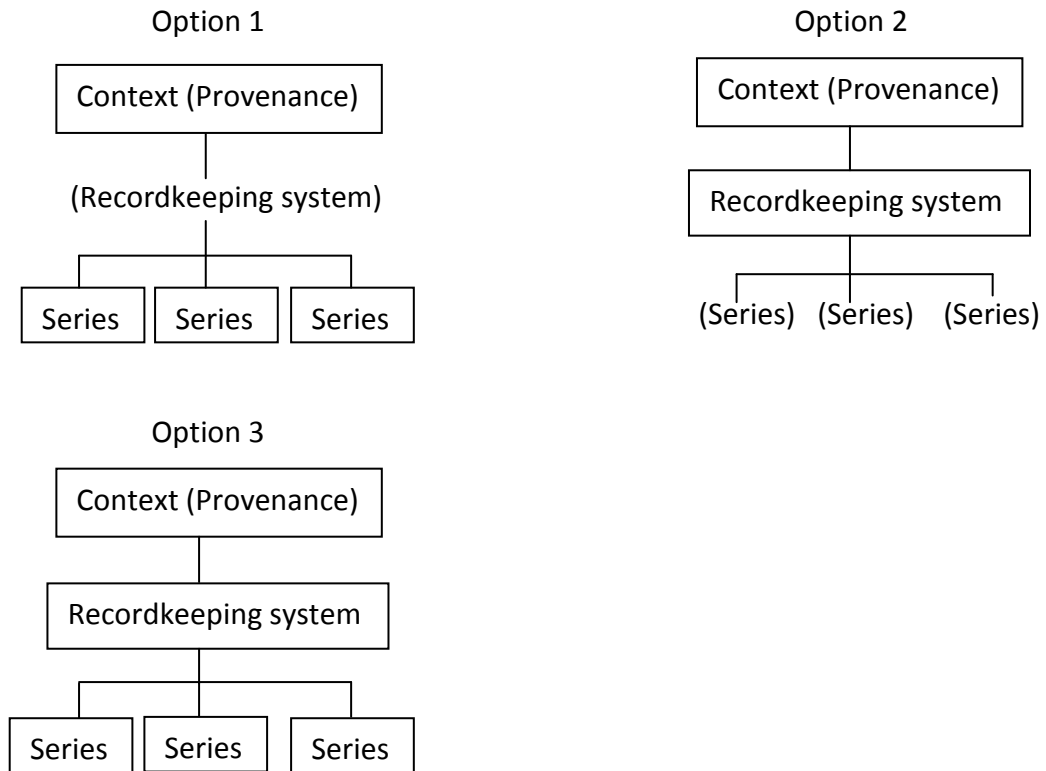 Option 1
Context (Provenance)
(Recordkeeping system)
Series Series Series
Option 2
Context (Provenance)
Recordkeeping system
(Series) (Series) (Series)
Option 3
Context (Provenance)
Recordkeeping system
Series Series Series